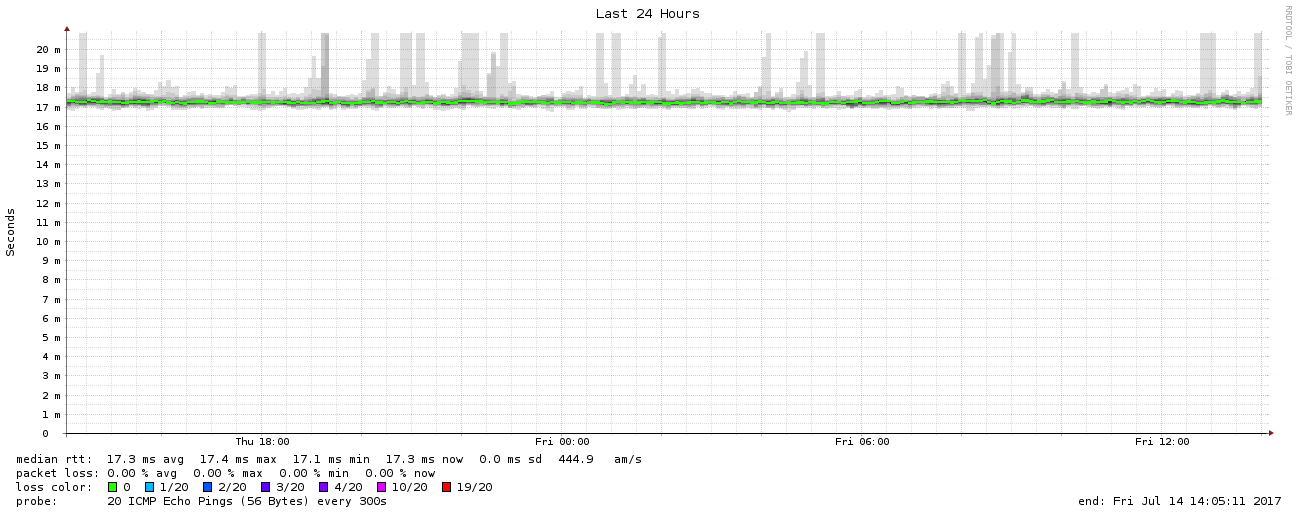 Last 24 Hours
RRDTOOL / TOBI OETIKER
Seconds
20 m
19 m
18 m
17 m
16 m
15 m
14 m
13 m
12 m
11 m
10 m
9 m
8 m
7 m
6 m
5 m
4 m
3 m
2 m
1 m
0
Thu 18:00 Fri 00:00 Fri 06:00 Fri 12:00
median rtt: 17.3 ms avg 17.4 ms max 17.1 ms min 17.3 ms now 0.0 ms sd 444.9 am/s
packet loss: 0.00 % avg 0.00 % max 0.00 % min 0.00 % now
loss color: 0 1/20 2/20 3/20 4/20 10/20 19/20
probe: 20 ICMP Echo Pings (56 Bytes) every 300s end: Fri Jul 14 14:05:11 2017